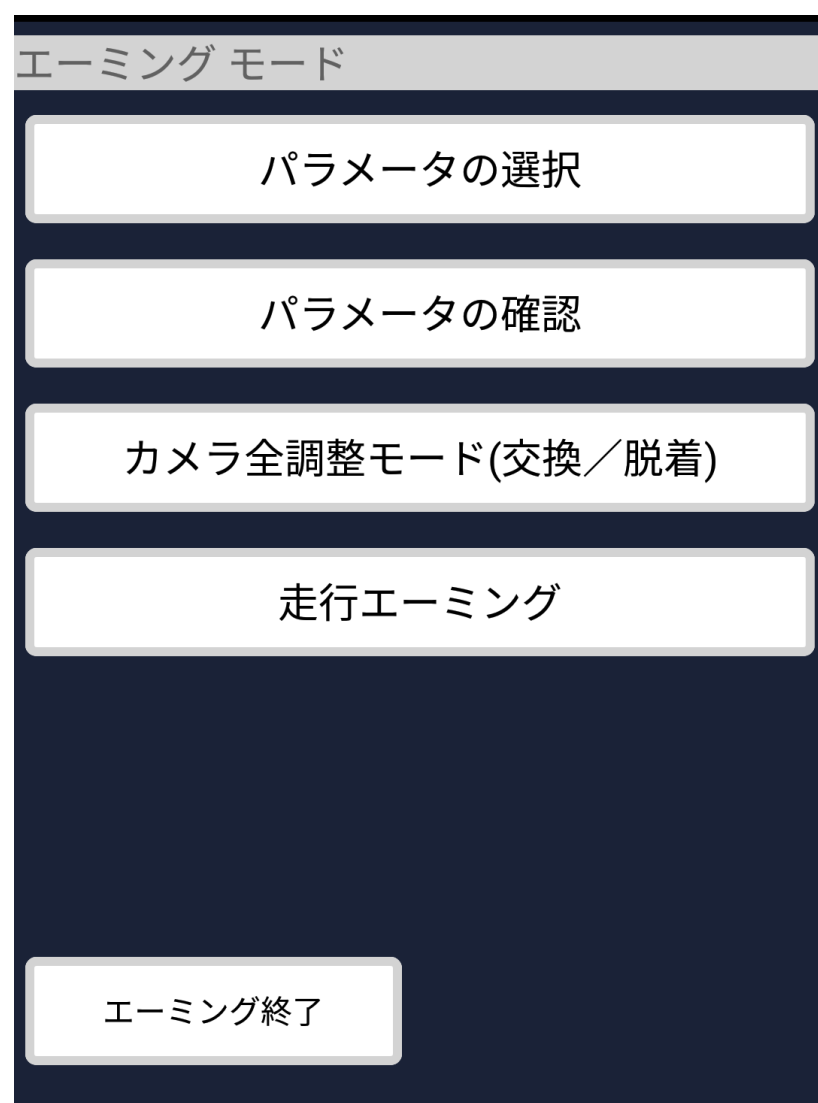 エーミング モード
パラメータの選択
パラメータの確認
カメラ全調整モード(交換／脱着)
走行エーミング
エーミング終了